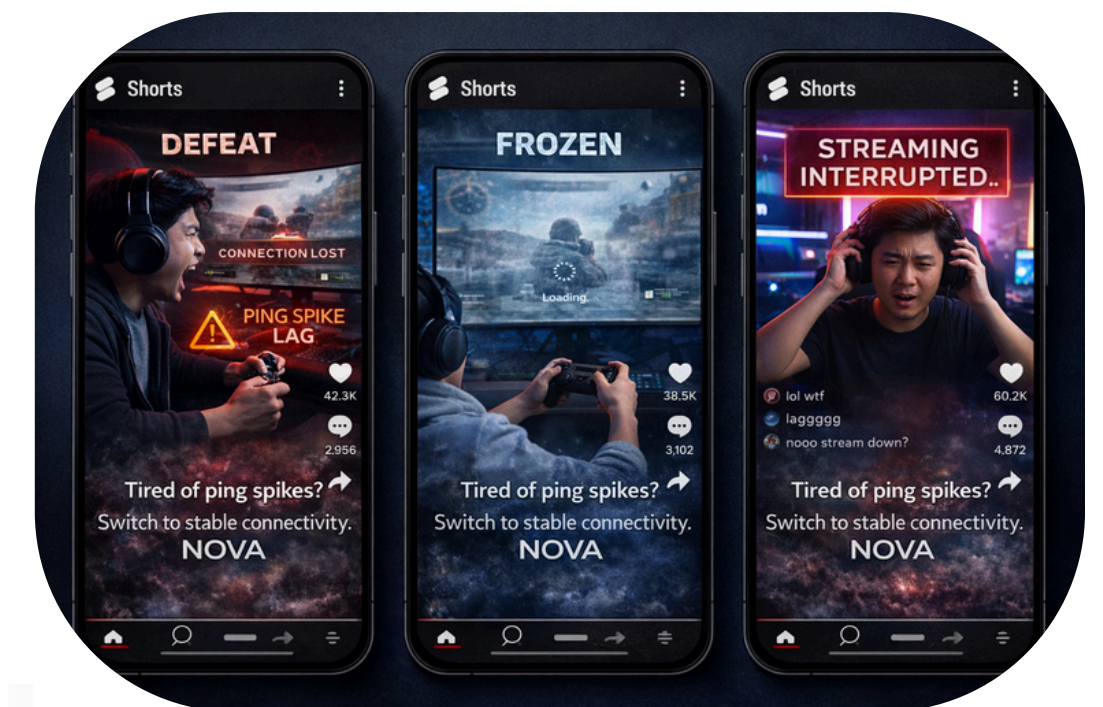 Shorts
DEFEAT
CONNECTION LOST
PING SPIKE
LAG
42.3K
2,956
Tired of ping spikes?
Switch to stable connectivity.
NOVA
Shorts
FROZEN
Loading.
38.5K
3,102
Tired of ping spikes?
Switch to stable connectivity.
NOVA
Shorts
STREAMING
INTERRUPTED..
lol wtf
60.2K
laggggg
nooo stream down?
4,872
Tired of ping spikes?
Switch to stable connectivity.
NOVA